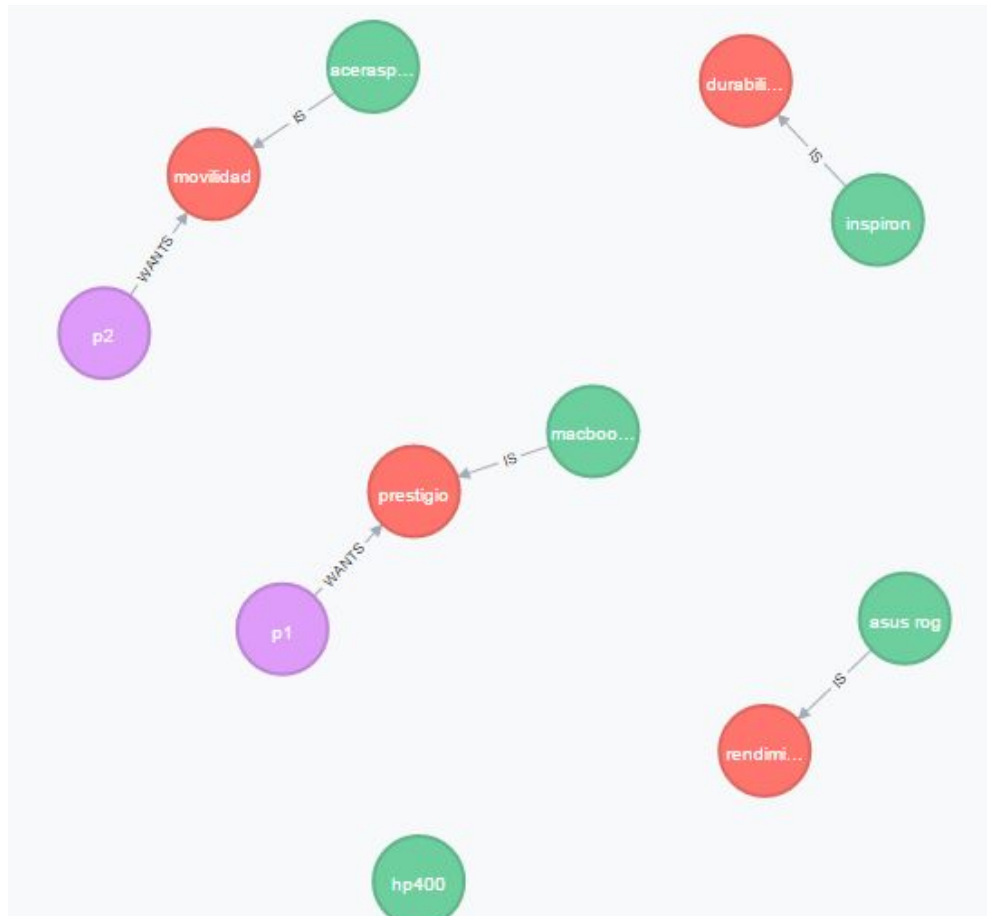 acerasp...
durabili...
IS
movilidad
IS
inspiron
WANTS
p2
macboo...
IS
prestigio
WANTS
p1
asus rog
IS
rendimi...
hp400